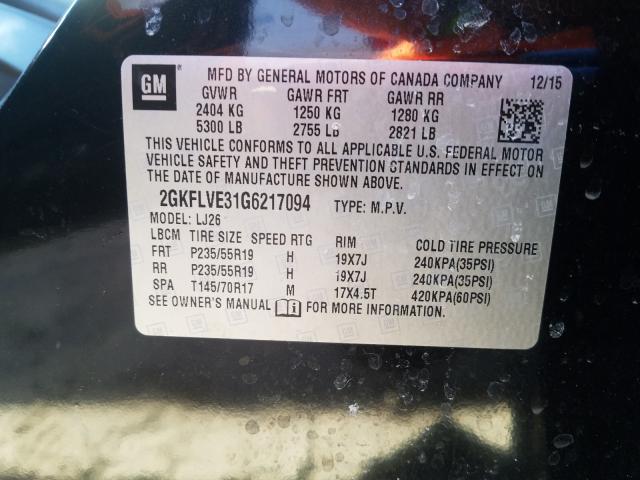 GM
MFD BY GENERAL MOTORS OF CANADA COMPANY 12/15
GVWR GAWR FRT GAWR RR
2404 KG 1250 KG 1280 KG
5300 LB 2755 LB 2821 LB
THIS VEHICLE CONFORMS TO ALL APPLICABLE U.S. FEDERAL MOTOR
VEHICLE SAFETY AND THEFT PREVENTION STANDARDS IN EFFECT ON
THE DATE OF MANUFACTURE SHOWN ABOVE.
2GKFLVE31G6217094 TYPE: M.P.V.
MODEL: LJ26
LBCM TIRE SIZE SPEED RTG RIM COLD TIRE PRESSURE
FRT P235/55R19 H 19X7J 240KPA(35PSI)
RR P235/55R19 H 19X7J 240KPA(35PSI)
SPA T145/70R17 M 17X4.5T 420KPA(60PSI)
SEE OWNER'S MANUAL FOR MORE INFORMATION.